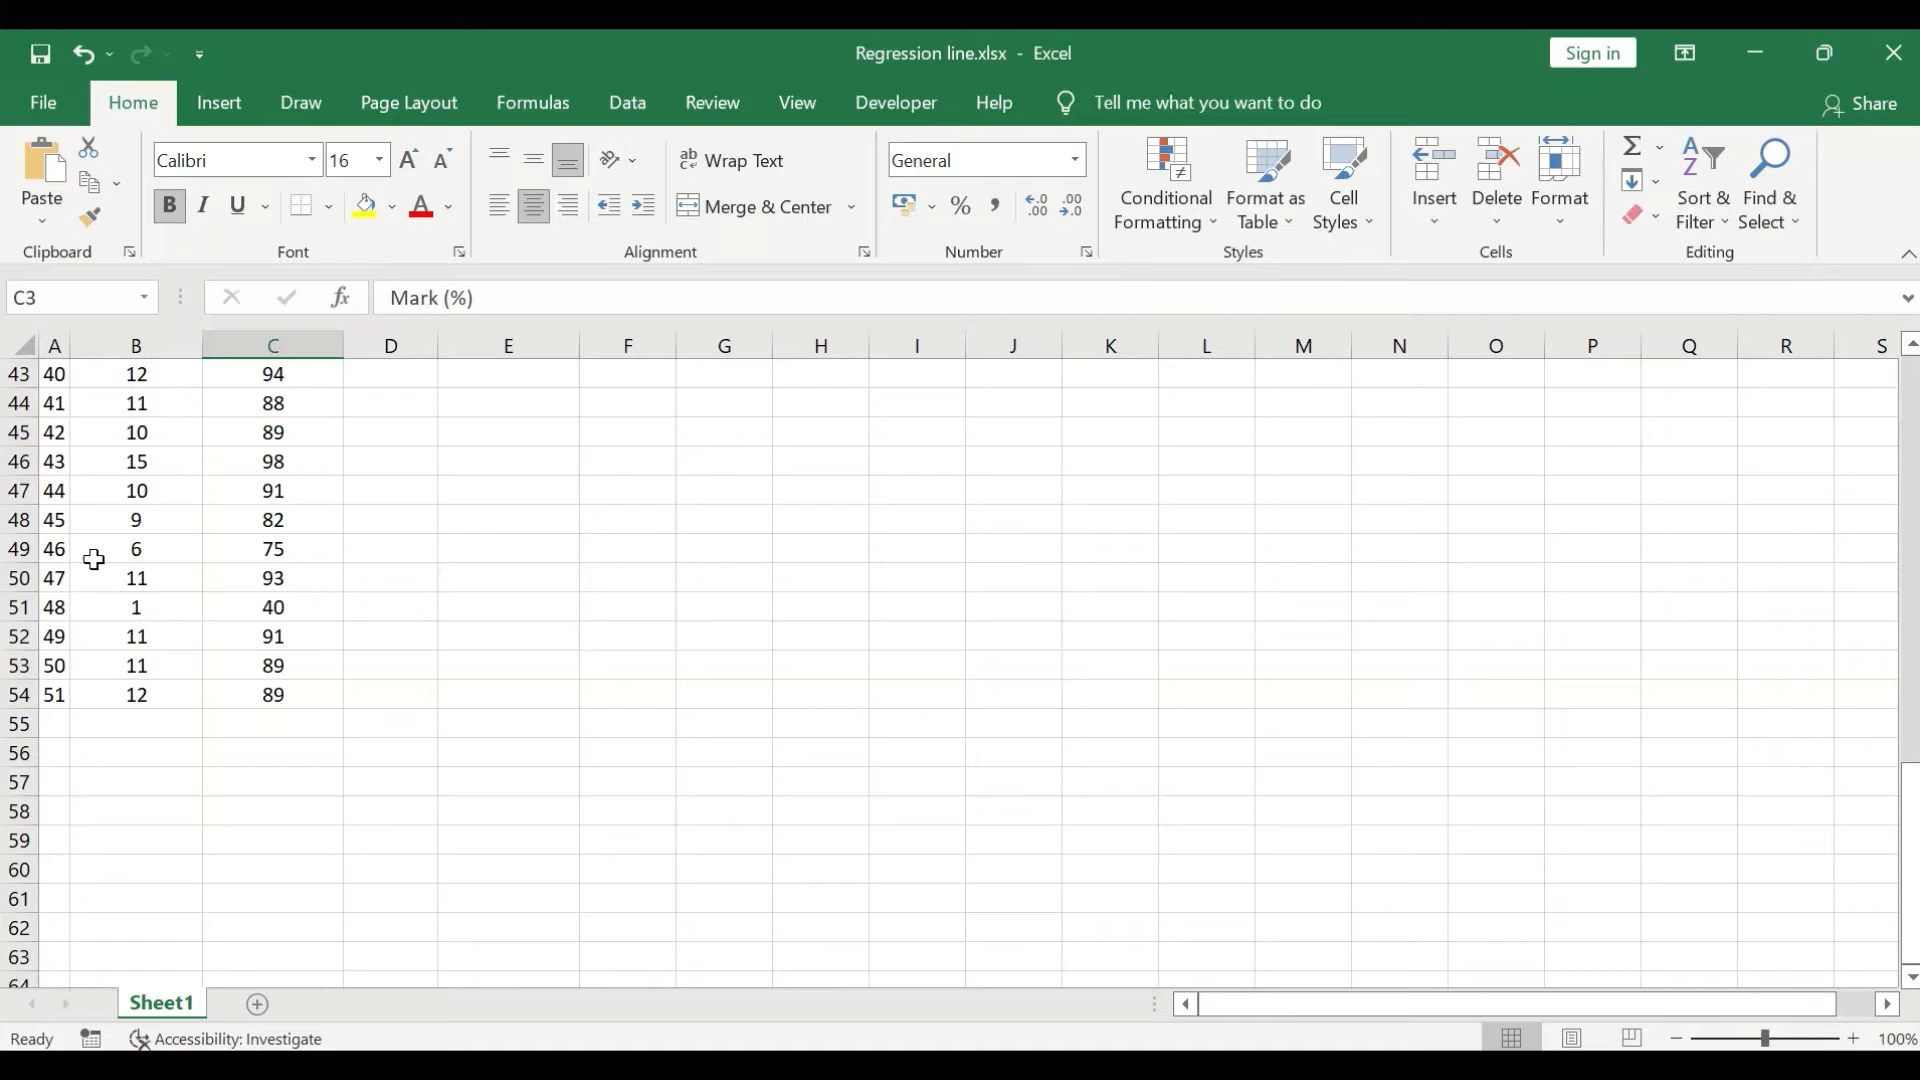 Regression line.xlsx - Excel
Sign in
File Home Insert Draw Page Layout Formulas Data Review View Developer Help Tell me what you want to do Share
Calibri 16 ab Wrap Text General
Paste B I U A Merge & Center % , Conditional Formatting Format as Table Cell Styles Insert Delete Format Sort & Filter Find & Select
Clipboard Font Alignment Number Styles Cells Editing
C3 fx Mark (%)
A B C D E F G H I J K L M N O P Q R S
43 40 12 94
44 41 11 88
45 42 10 89
46 43 15 98
47 44 10 91
48 45 9 82
49 46 6 75
50 47 11 93
51 48 1 40
52 49 11 91
53 50 11 89
54 51 12 89
55
56
57
58
59
60
61
62
63
64
Sheet1
Ready Accessibility: Investigate 100%